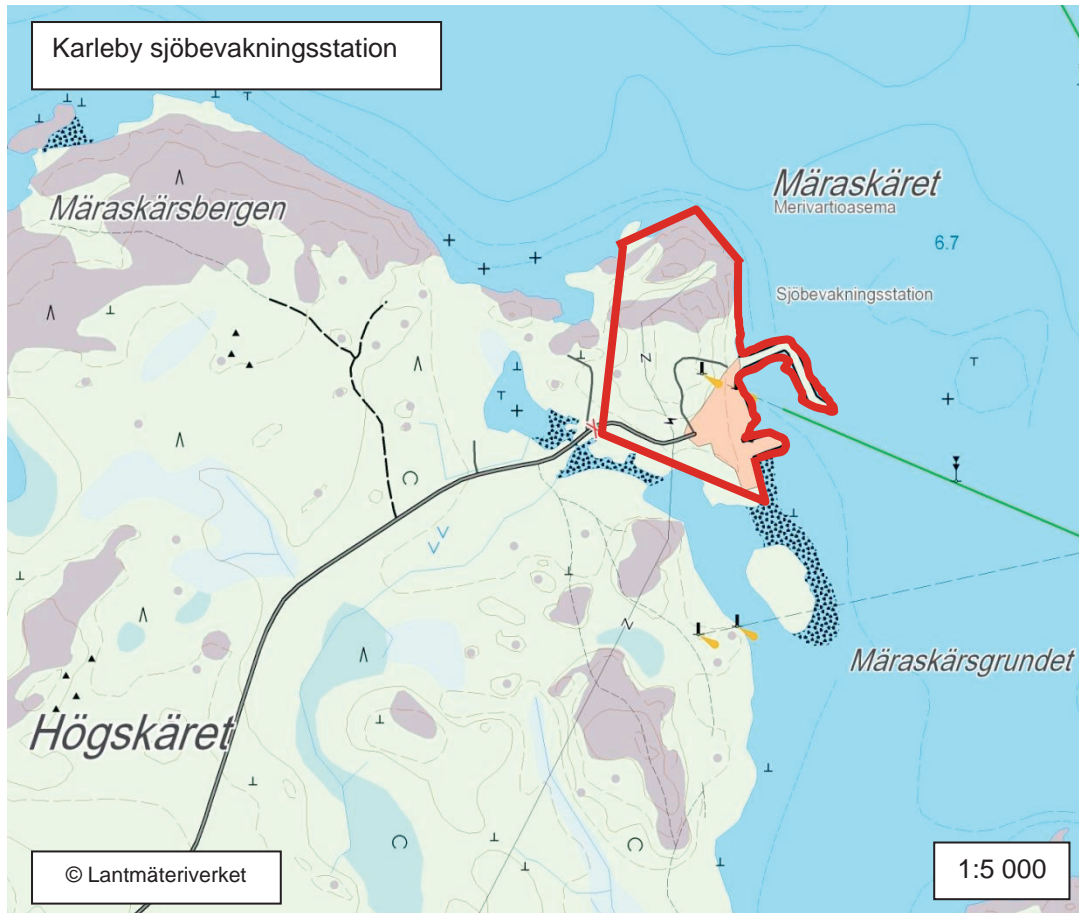 Karleby sjöbevakningsstation
Märaskäret
Merivartioasema
Märaskärsbergen
6.7
Sjöbevakningsstation
Märaskärsgrundet
Högskäret
© Lantmäteriverket
1:5 000